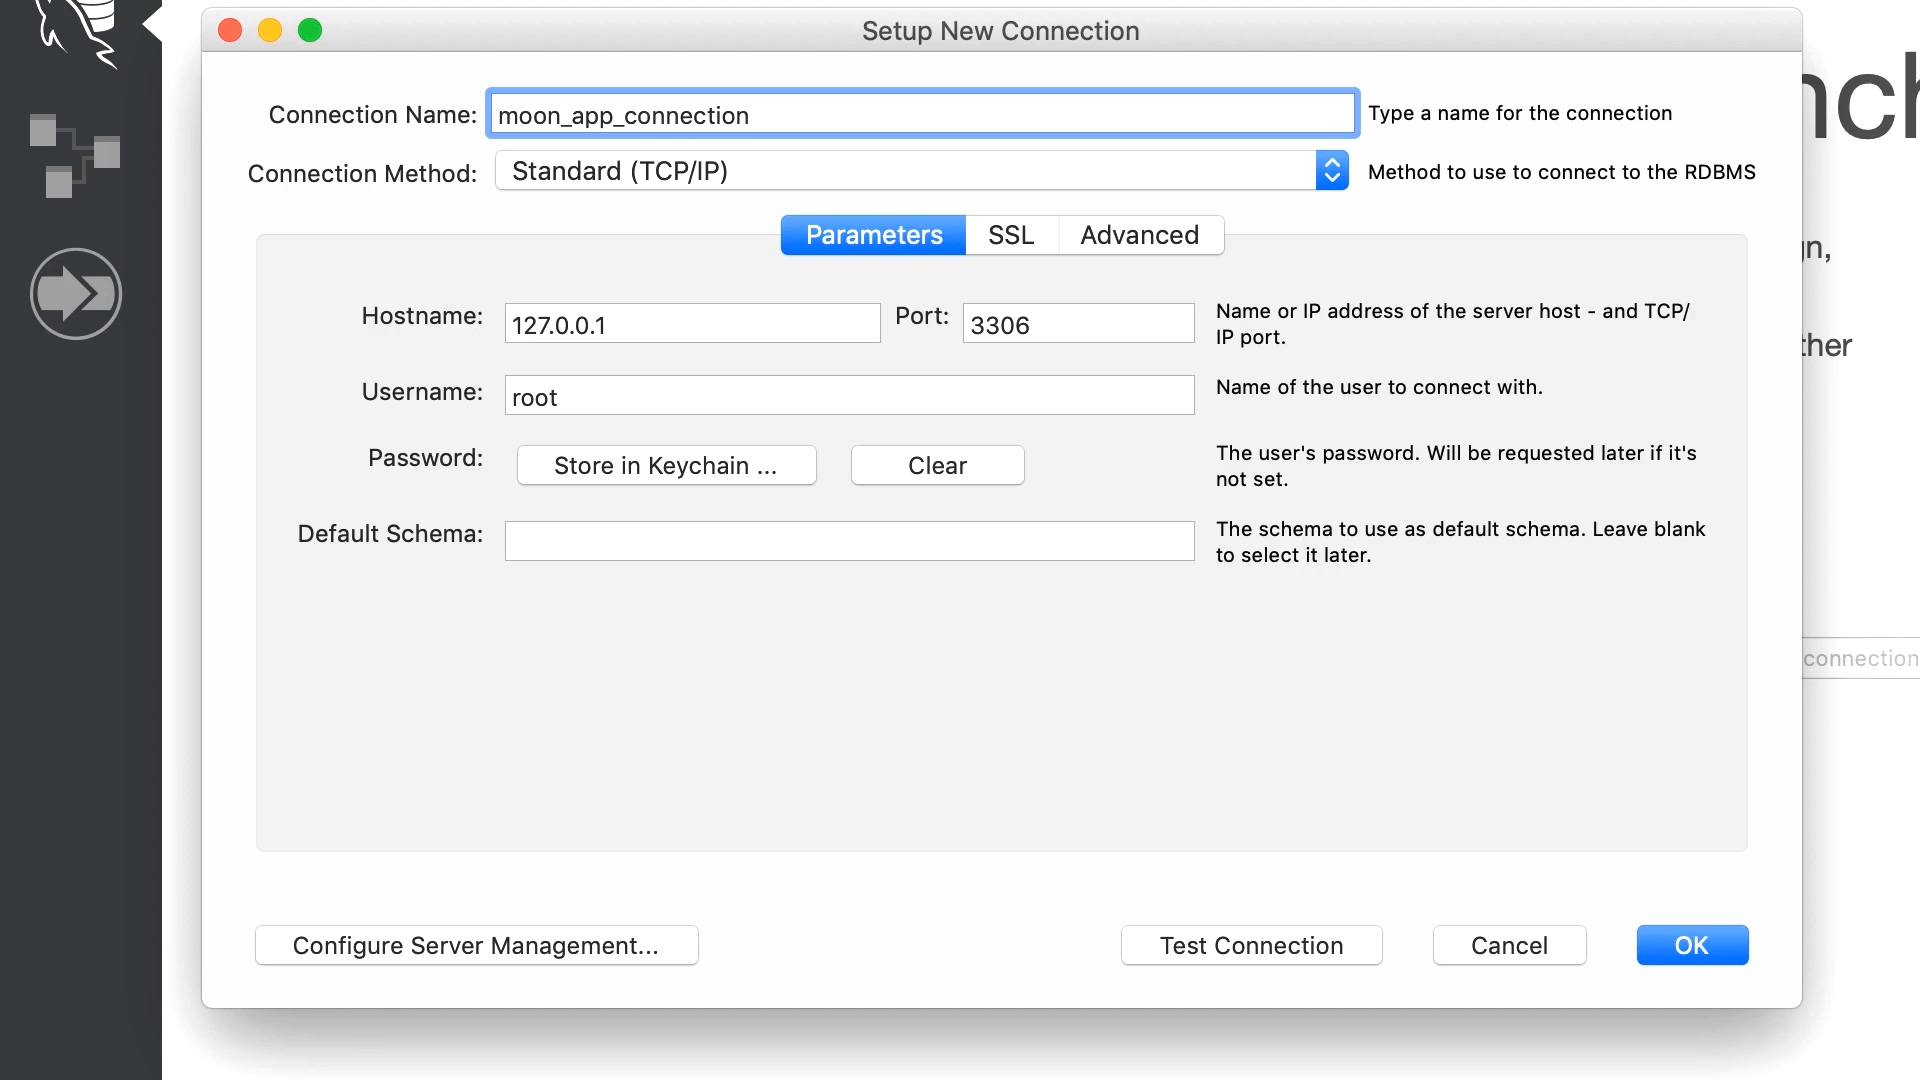 Setup New Connection
Connection Name: moon_app_connection Type a name for the connection
Connection Method: Standard (TCP/IP) Method to use to connect to the RDBMS
Parameters SSL Advanced
Hostname: 127.0.0.1 Port: 3306 Name or IP address of the server host - and TCP/
IP port.
Username: root Name of the user to connect with.
Password: Store in Keychain ... Clear The user's password. Will be requested later if it's
not set.
Default Schema: The schema to use as default schema. Leave blank
to select it later.
connection
Configure Server Management... Test Connection Cancel OK